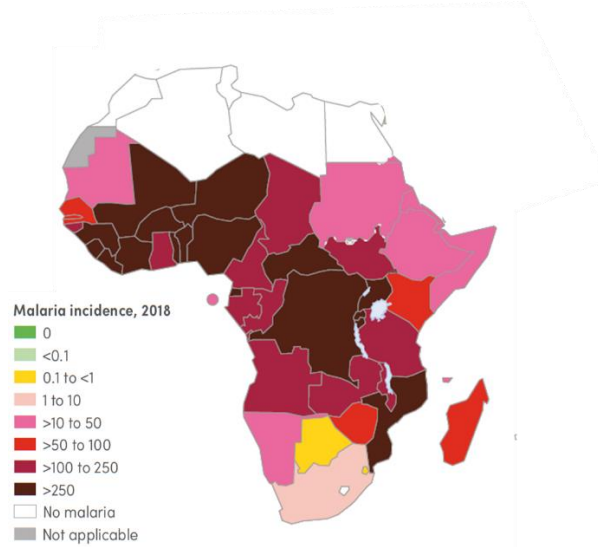 Malaria incidence, 2018
0
<0.1
0.1 to <1
1 to 10
>10 to 50
>50 to 100
>100 to 250
>250
No malaria
Not applicable